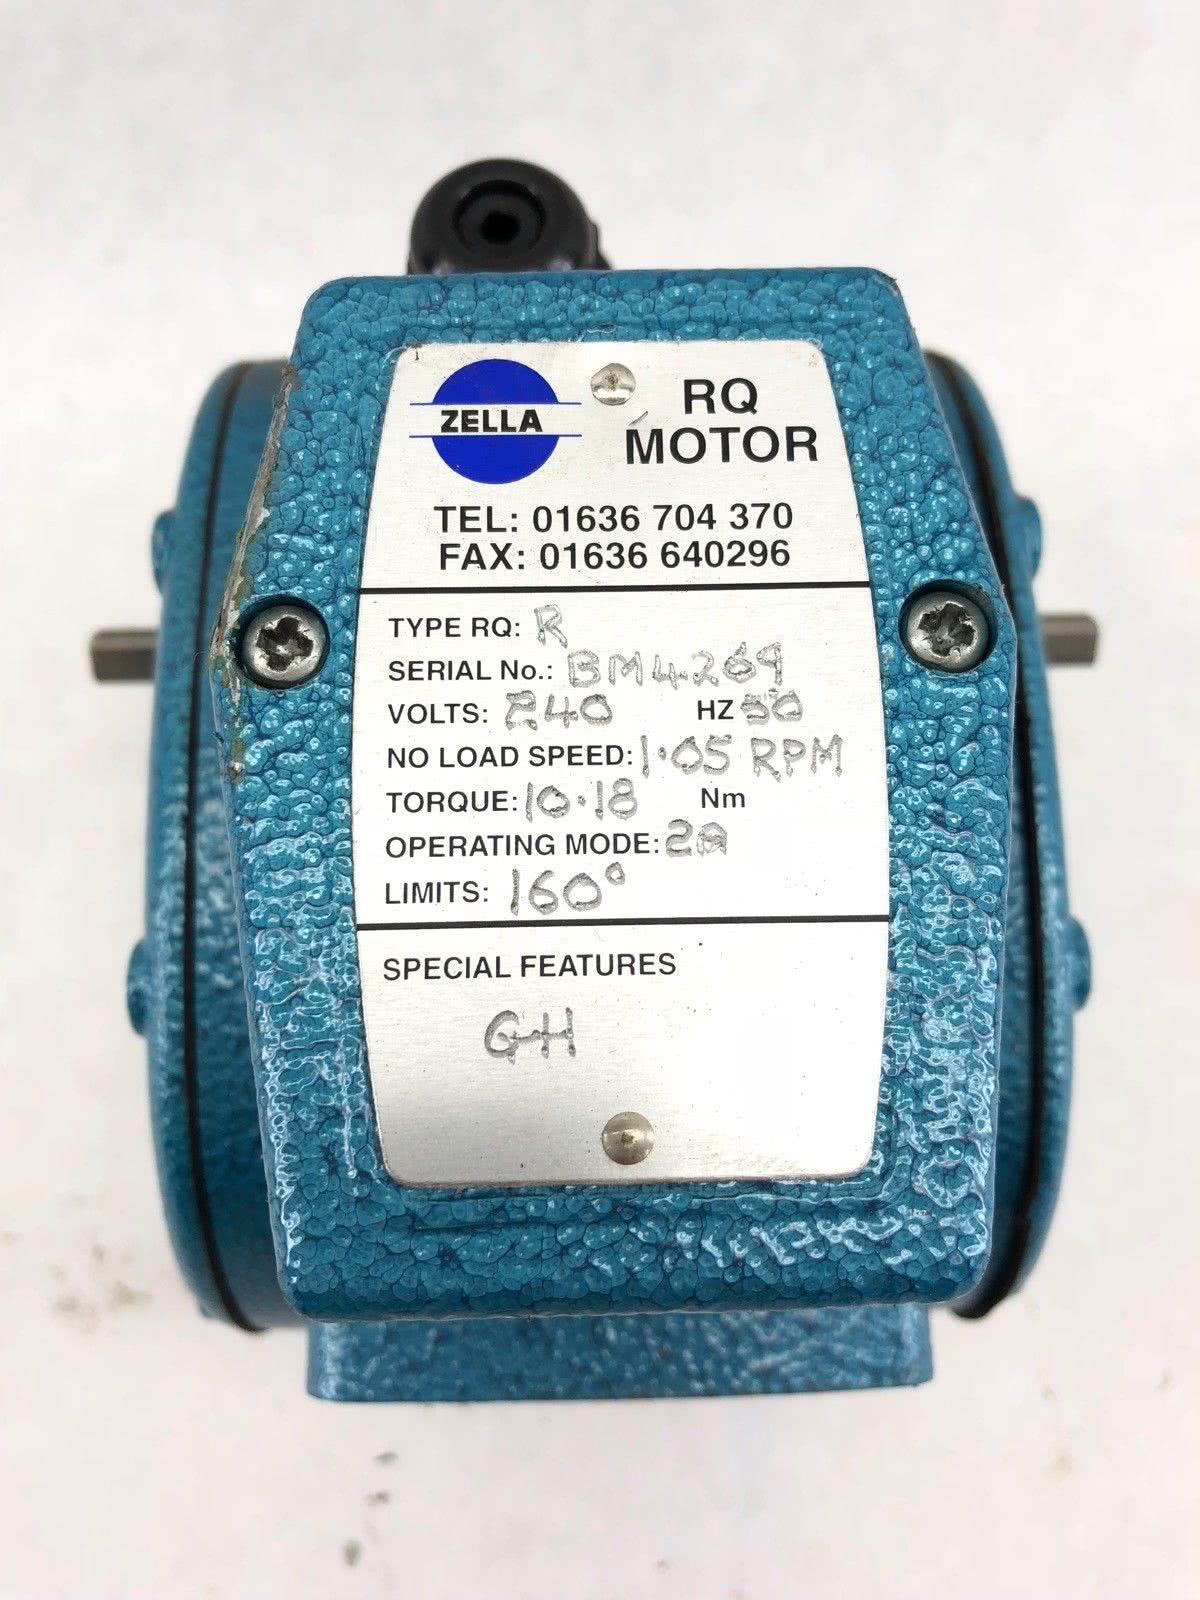 ZELLA
RQ
MOTOR
TEL: 01636 704 370
FAX: 01636 640296
TYPE RQ: R
SERIAL No.: BM4269
VOLTS: 240 HZ 50
NO LOAD SPEED: 1.05 RPM
TORQUE: 10.18 Nm
OPERATING MODE: 2A
LIMITS: 160°
SPECIAL FEATURES
GH